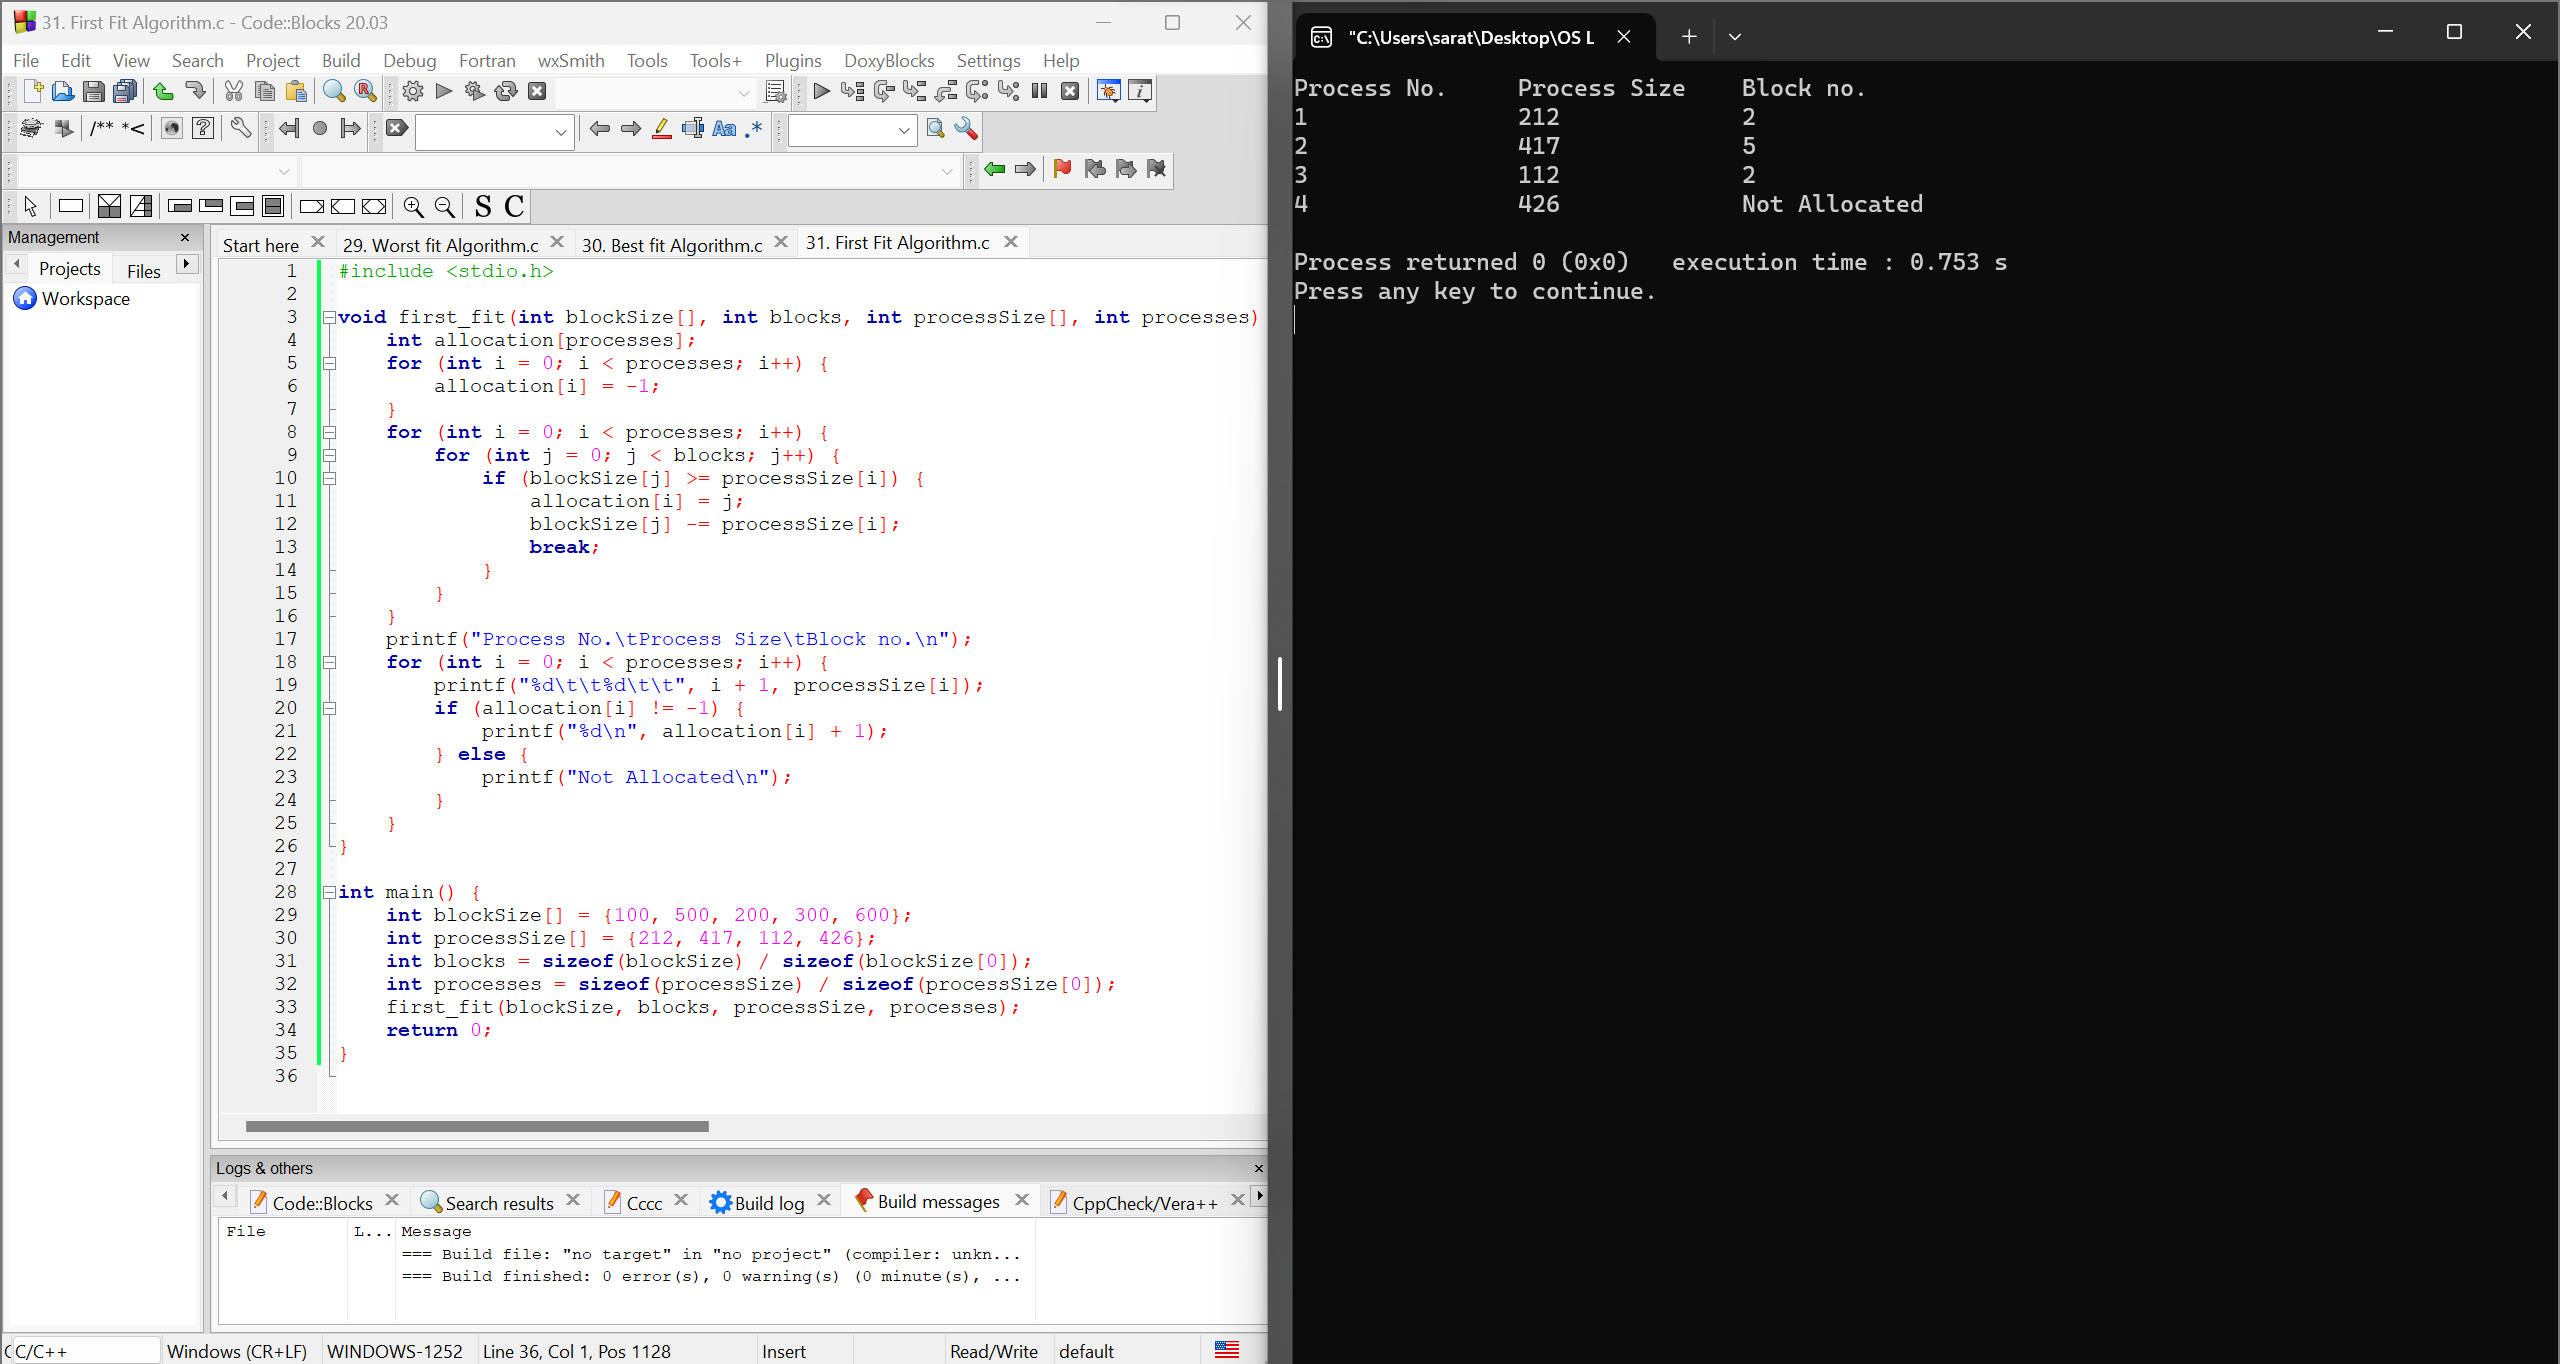 31. First Fit Algorithm.c - Code::Blocks 20.03
File Edit View Search Project Build Debug Fortran wxSmith Tools Tools+ Plugins DoxyBlocks Settings Help
/** *<
Aa .*
S C
Management
Projects Files
Workspace
Start here 29. Worst fit Algorithm.c 30. Best fit Algorithm.c 31. First Fit Algorithm.c
1 #include <stdio.h>
2
3 void first_fit(int blockSize[], int blocks, int processSize[], int processes)
4     int allocation[processes];
5     for (int i = 0; i < processes; i++) {
6         allocation[i] = -1;
7     }
8     for (int i = 0; i < processes; i++) {
9         for (int j = 0; j < blocks; j++) {
10             if (blockSize[j] >= processSize[i]) {
11                 allocation[i] = j;
12                 blockSize[j] -= processSize[i];
13                 break;
14             }
15         }
16     }
17     printf("Process No.\tProcess Size\tBlock no.\n");
18     for (int i = 0; i < processes; i++) {
19         printf("%d\t\t%d\t\t", i + 1, processSize[i]);
20         if (allocation[i] != -1) {
21             printf("%d\n", allocation[i] + 1);
22         } else {
23             printf("Not Allocated\n");
24         }
25     }
26 }
27
28 int main() {
29     int blockSize[] = {100, 500, 200, 300, 600};
30     int processSize[] = {212, 417, 112, 426};
31     int blocks = sizeof(blockSize) / sizeof(blockSize[0]);
32     int processes = sizeof(processSize) / sizeof(processSize[0]);
33     first_fit(blockSize, blocks, processSize, processes);
34     return 0;
35 }
36
Logs & others
Code::Blocks Search results Cccc Build log Build messages CppCheck/Vera++
File L... Message
=== Build file: "no target" in "no project" (compiler: unkn...
=== Build finished: 0 error(s), 0 warning(s) (0 minute(s), ...
C/C++ Windows (CR+LF) WINDOWS-1252 Line 36, Col 1, Pos 1128 Insert Read/Write default
"C:\Users\sarat\Desktop\OS L
Process No. Process Size Block no.
1 212 2
2 417 5
3 112 2
4 426 Not Allocated
Process returned 0 (0x0) execution time : 0.753 s
Press any key to continue.